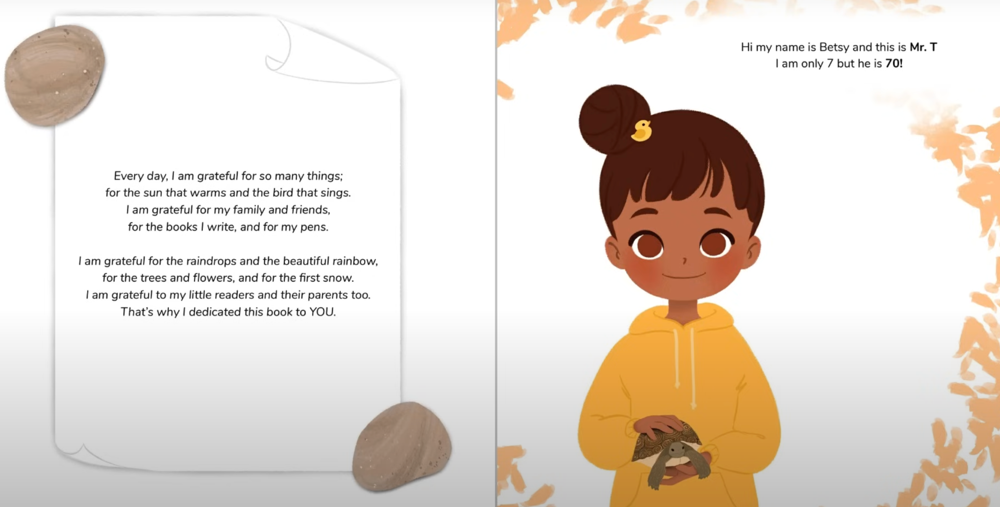 Every day, I am grateful for so many things;
for the sun that warms and the bird that sings.
I am grateful for my family and friends,
for the books I write, and for my pens.
I am grateful for the raindrops and the beautiful rainbow,
for the trees and flowers, and for the first snow.
I am grateful to my little readers and their parents too.
That’s why I dedicated this book to YOU.
Hi my name is Betsy and this is Mr. T
I am only 7 but he is 70!